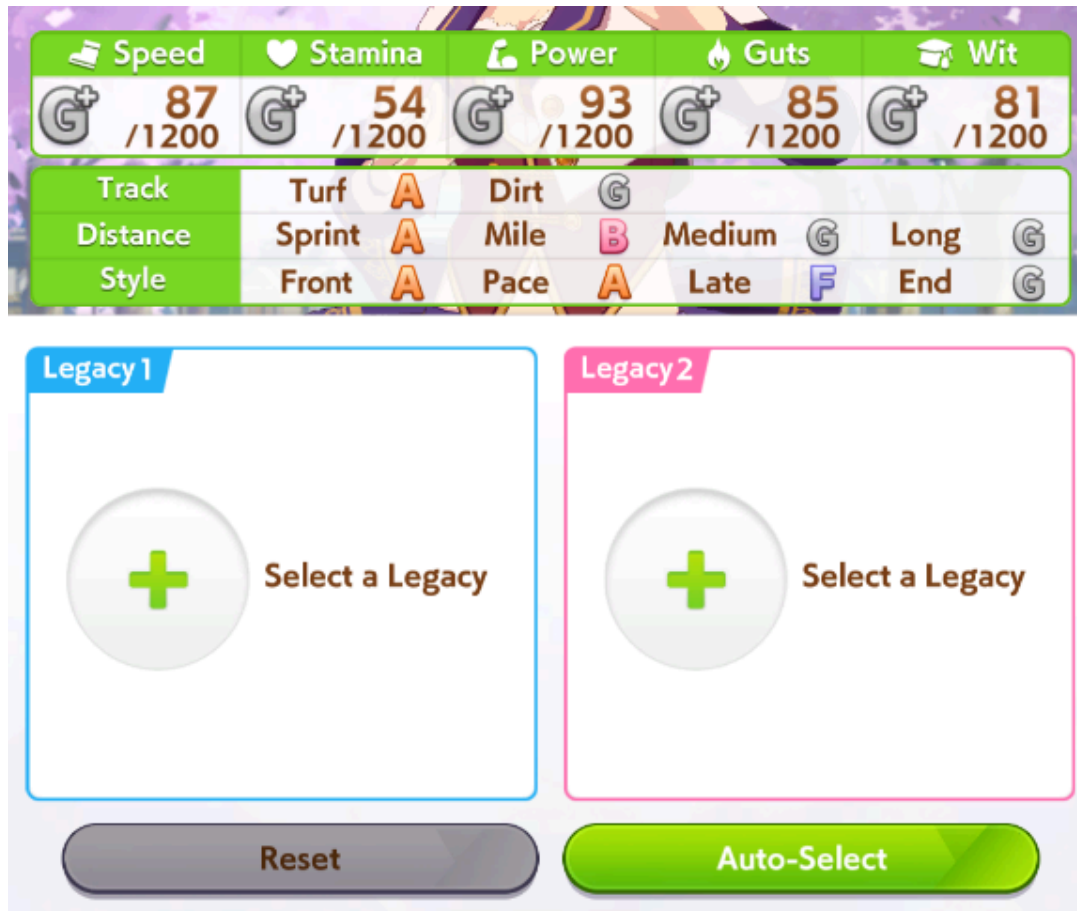 Speed Stamina Power Guts Wit
G+ 87 G+ 54 G+ 93 G+ 85 G+ 81
/1200 /1200 /1200 /1200 /1200
Track Turf A Dirt G
Distance Sprint A Mile B Medium G Long G
Style Front A Pace A Late F End G
Legacy 1 Legacy 2
Select a Legacy Select a Legacy
Reset Auto-Select